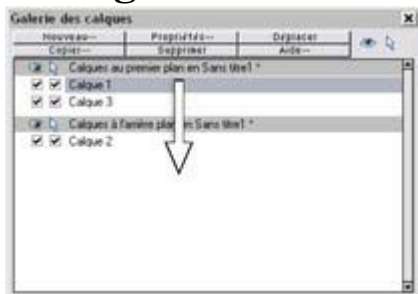 Galerie des calques
Nouveau... Propriétés... Déplacer
Copier... Supprimer Aide...
Calques au premier plan en Sans titre1 *
Calque 1
Calque 3
Calques à l'arrière plan en Sans titre1 *
Calque 2